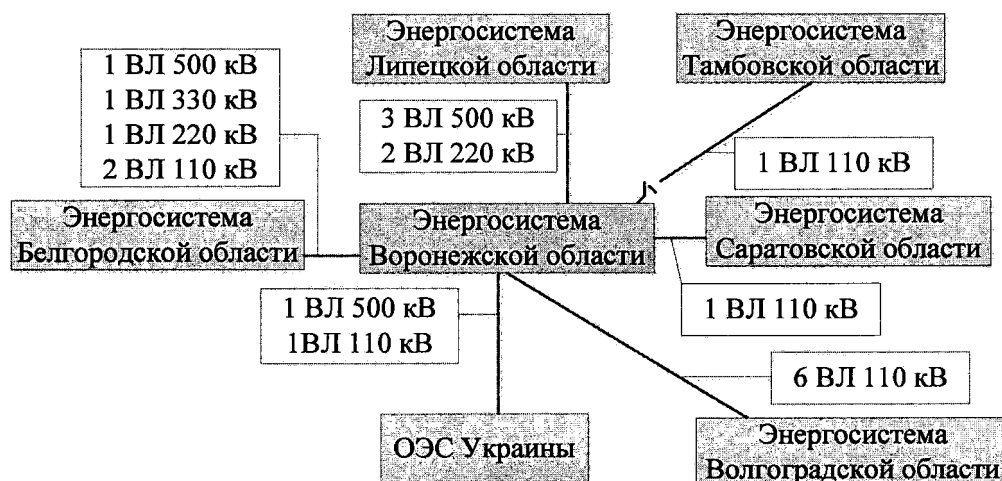 Энергосистема
Липецкой области
Энергосистема
Тамбовской области
1 ВЛ 500 кВ
1 ВЛ 330 кВ
1 ВЛ 220 кВ
2 ВЛ 110 кВ
3 ВЛ 500 кВ
2 ВЛ 220 кВ
1 ВЛ 110 кВ
Энергосистема
Белгородской области
Энергосистема
Воронежской области
Энергосистема
Саратовской области
1 ВЛ 500 кВ
1ВЛ 110 кВ
1 ВЛ 110 кВ
6 ВЛ 110 кВ
ОЭС Украины
Энергосистема
Волгоградской области